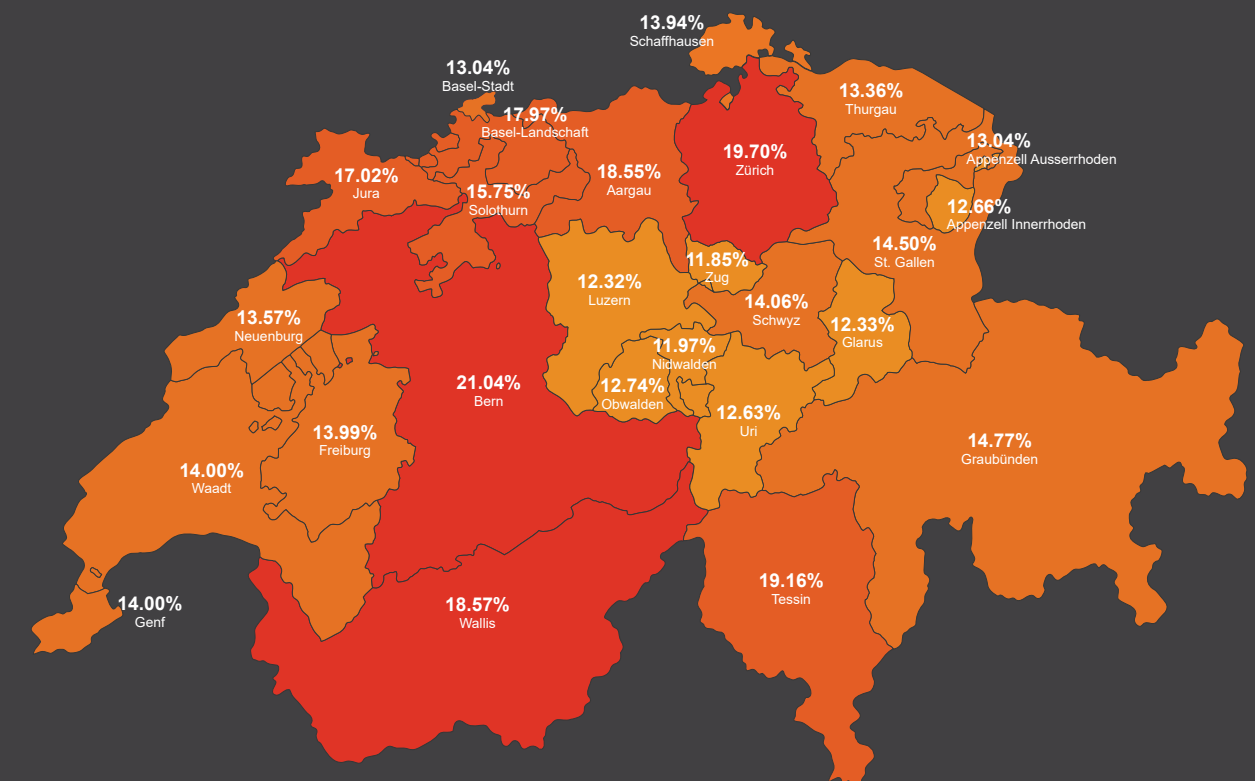 13.94%
Schaffhausen
13.04%
Basel-Stadt
17.97%
Basel-Landschaft
13.36%
Thurgau
13.04%
Appenzell Ausserrhoden
19.70%
Zürich
18.55%
Aargau
17.02%
Jura
15.75%
Solothurn
12.66%
Appenzell Innerrhoden
14.50%
St. Gallen
11.85%
Zug
12.32%
Luzern
14.06%
Schwyz
13.57%
Neuenburg
12.33%
Glarus
11.97%
Nidwalden
21.04%
Bern
12.74%
Obwalden
12.63%
Uri
13.99%
Freiburg
14.77%
Graubünden
14.00%
Waadt
19.16%
Tessin
14.00%
Genf
18.57%
Wallis